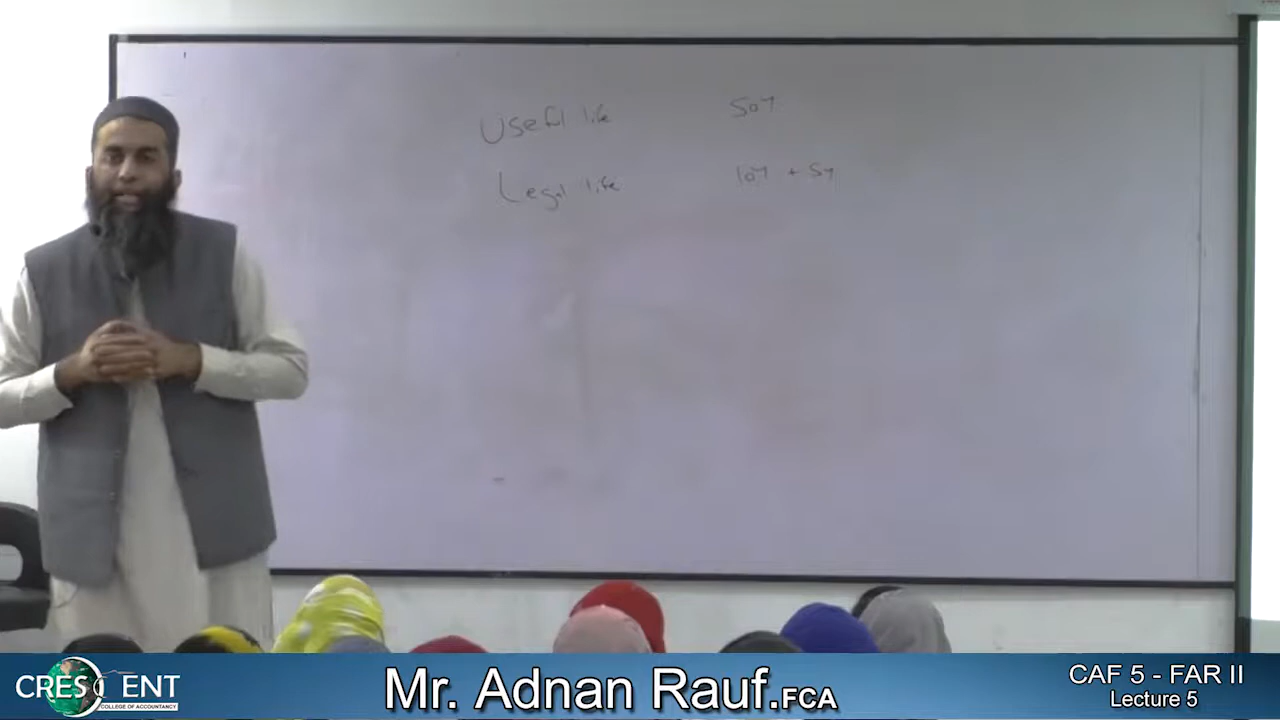 Useful life 50y
Legal life 10y + 5y
CRESCENT
COLLEGE OF ACCOUNTANCY
Mr. Adnan Rauf.FCA
CAF 5 - FAR II
Lecture 5